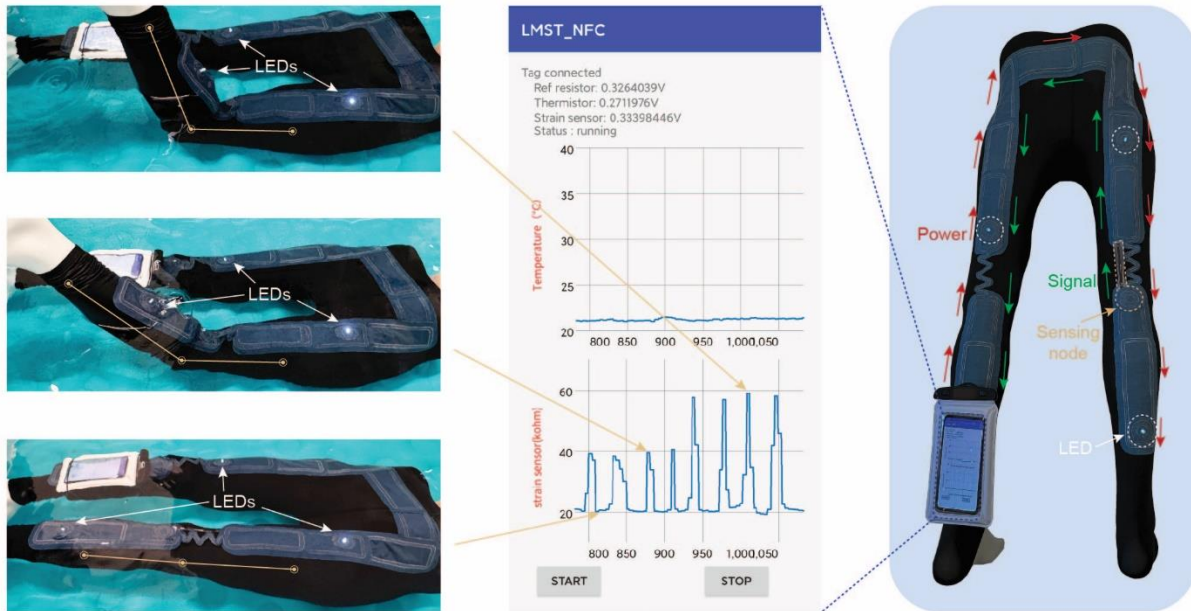 LEDs
LEDs
LEDs
LMST_NFC
Tag connected
Ref resistor: 0.3264039V
Thermistor: 0.2711976V
Strain sensor: 0.33398446V
Status : running
Temperature (°C)
40
35
30
25
20
800 850 900 950 1,000 1,050
strain sensor(kohm)
60
40
20
800 850 900 950 1,000 1,050
START STOP
Power
Signal
Sensing
node
LED